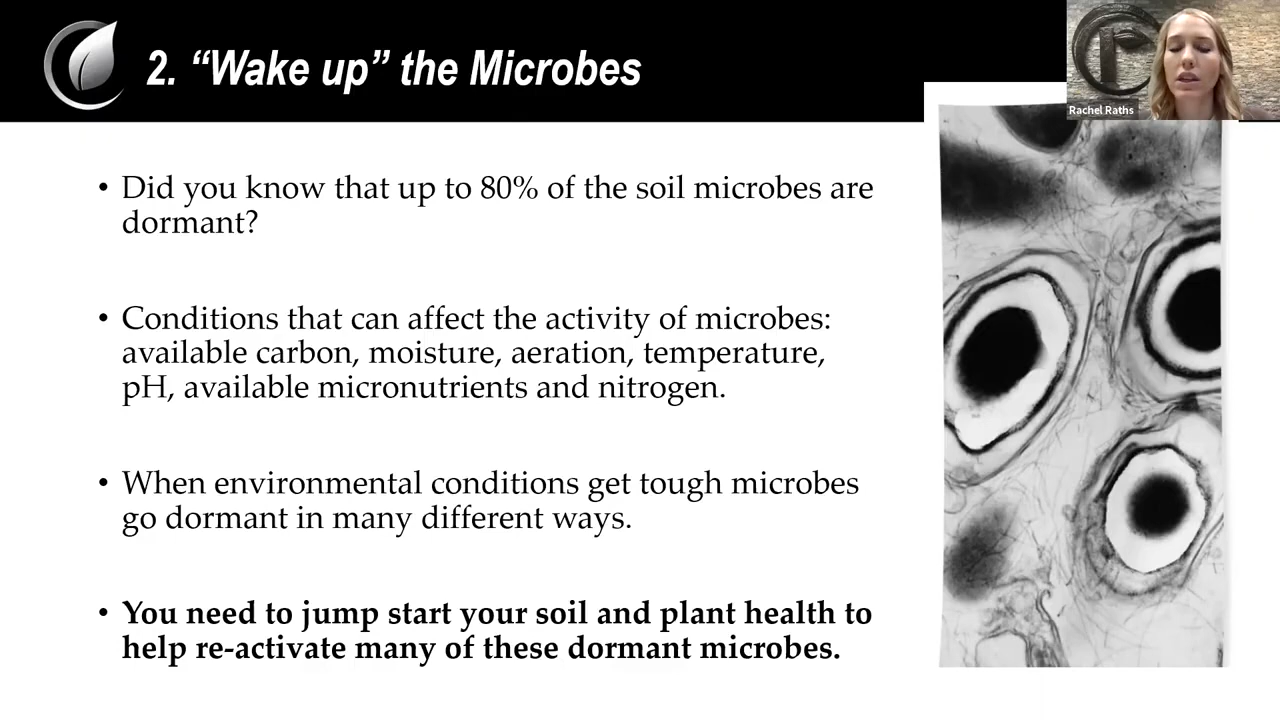 2. “Wake up” the Microbes
Rachel Raths
• Did you know that up to 80% of the soil microbes are
dormant?
• Conditions that can affect the activity of microbes:
available carbon, moisture, aeration, temperature,
pH, available micronutrients and nitrogen.
• When environmental conditions get tough microbes
go dormant in many different ways.
• You need to jump start your soil and plant health to
help re-activate many of these dormant microbes.